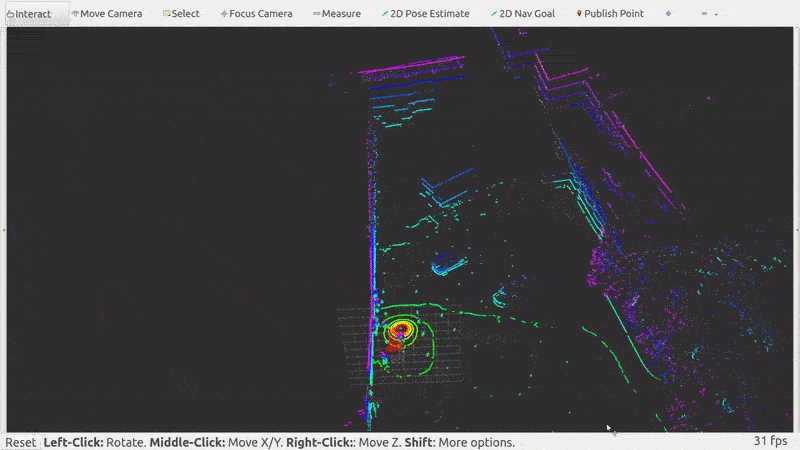 Interact Move Camera Select Focus Camera Measure 2D Pose Estimate 2D Nav Goal Publish Point
Reset Left-Click: Rotate. Middle-Click: Move X/Y. Right-Click:: Move Z. Shift: More options. 31 fps